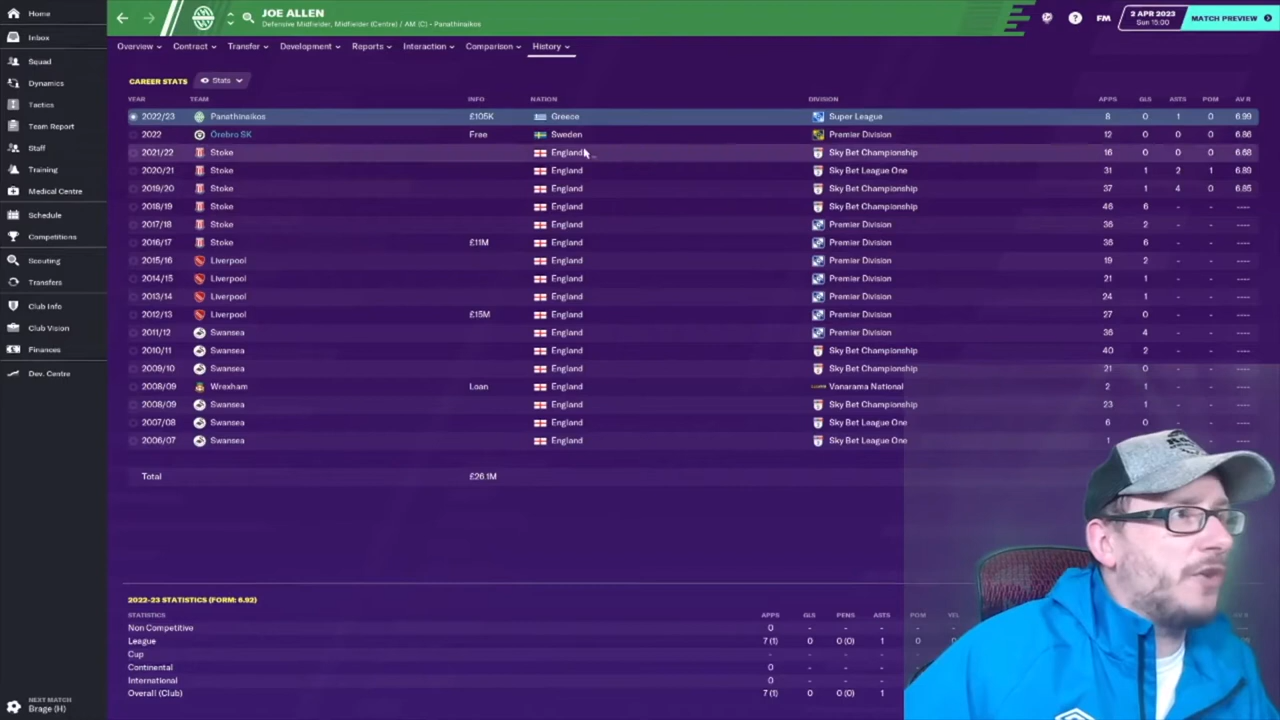 Home
Inbox
Squad
Dynamics
Tactics
Team Report
Staff
Training
Medical Centre
Schedule
Competitions
Scouting
Transfers
Club Info
Club Vision
Finances
Dev. Centre
NEXT MATCH
Brage (H)
JOE ALLEN
Defensive Midfielder, Midfielder (Centre) / AM (C) - Panathinaikos
FM
2 APR 2023
Sun 15:00
MATCH PREVIEW
Overview Contract Transfer Development Reports Interaction Comparison History
CAREER STATS Stats
YEAR TEAM INFO NATION DIVISION APPS GLS ASTS POM AV R
2022/23 Panathinaikos £105K Greece Super League 8 0 1 0 6.99
2022 Örebro SK Free Sweden Premier Division 12 0 0 0 6.86
2021/22 Stoke England Sky Bet Championship 16 0 0 0 6.68
2020/21 Stoke England Sky Bet League One 31 1 2 1 6.89
2019/20 Stoke England Sky Bet Championship 37 1 4 0 6.85
2018/19 Stoke England Sky Bet Championship 46 6 - - ----
2017/18 Stoke England Premier Division 36 2 - - ----
2016/17 Stoke £11M England Premier Division 36 6 - - ----
2015/16 Liverpool England Premier Division 19 2 - - ----
2014/15 Liverpool England Premier Division 21 1 - - ----
2013/14 Liverpool England Premier Division 24 1 - - ----
2012/13 Liverpool £15M England Premier Division 27 0 - - ----
2011/12 Swansea England Premier Division 36 4 - - ----
2010/11 Swansea England Sky Bet Championship 40 2 - - ----
2009/10 Swansea England Sky Bet Championship 21 0 - - ----
2008/09 Wrexham Loan England Vanarama National 2 1 - - ----
2008/09 Swansea England Sky Bet Championship 23 1 - - ----
2007/08 Swansea England Sky Bet League One 6 0 - - ----
2006/07 Swansea England Sky Bet League One 1
Total £26.1M
2022-23 STATISTICS (FORM: 6.92)
STATISTICS APPS GLS PENS ASTS POM YEL
Non Competitive 0 - - - - -
League 7 (1) 0 0 (0) 1 0
Cup - - - - -
Continental 0 - - -
International 0 - - -
Overall (Club) 7 (1) 0 0 (0) 1